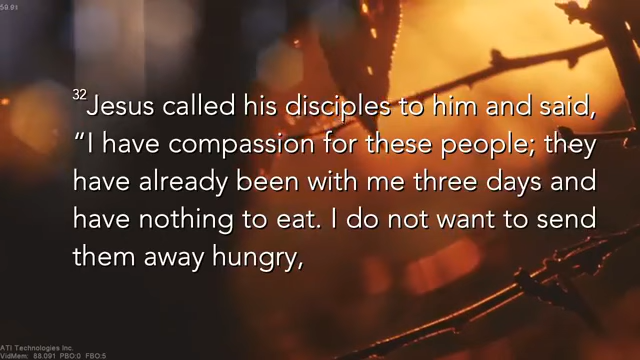 59.93
³²Jesus called his disciples to him and said,
“I have compassion for these people; they
have already been with me three days and
have nothing to eat. I do not want to send
them away hungry,
ATI Technologies Inc.
VidMem: 88.091 PBO:0 FBO:5